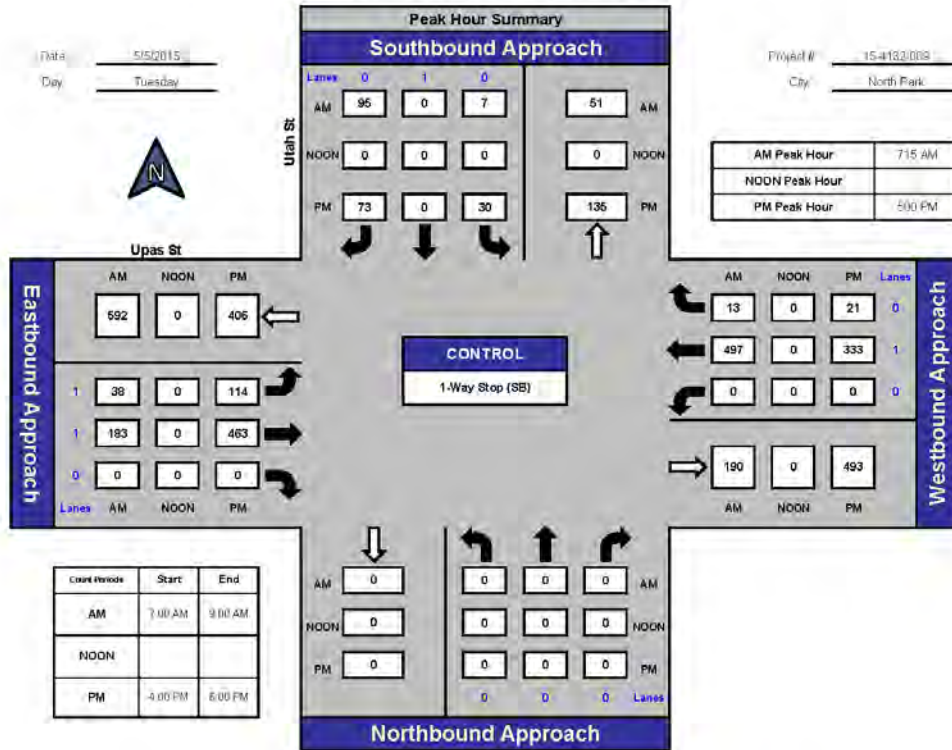 Peak Hour Summary
Southbound Approach
Date 5/5/2015
Day Tuesday
Project # 15-4132-009
City North Park
Lanes 0 1 0
AM 95 0 7 51 AM
NOON 0 0 0 0 NOON
PM 73 0 30 135 PM
Utah St
N
AM Peak Hour 715 AM
NOON Peak Hour
PM Peak Hour 500 PM
Upas St
Eastbound Approach
AM NOON PM
592 0 406
1 38 0 114
1 183 0 463
0 0 0 0
Lanes AM NOON PM
CONTROL
1-Way Stop (SB)
Westbound Approach
AM NOON PM Lanes
13 0 21 0
497 0 333 1
0 0 0 0
190 0 493
AM NOON PM
Count Periods Start End
AM 7:00 AM 9:00 AM
NOON
PM 4:00 PM 6:00 PM
AM 0 0 0 0 AM
NOON 0 0 0 0 NOON
PM 0 0 0 0 PM
0 0 0 Lanes
Northbound Approach